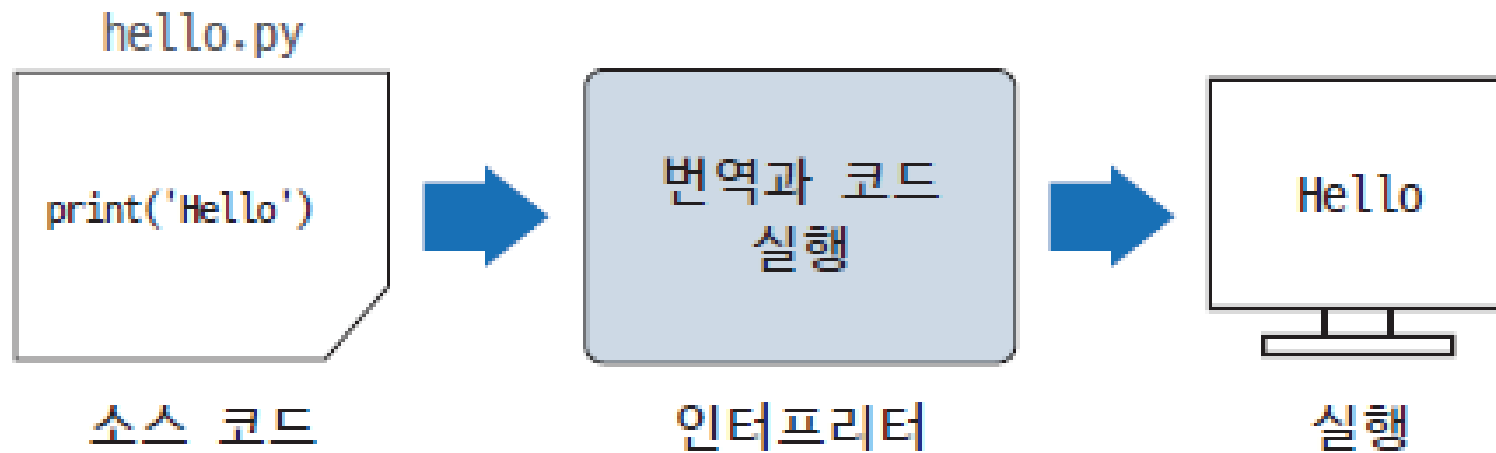 hello.py
print('Hello')
번역과 코드
실행
Hello
소스 코드
인터프리터
실행